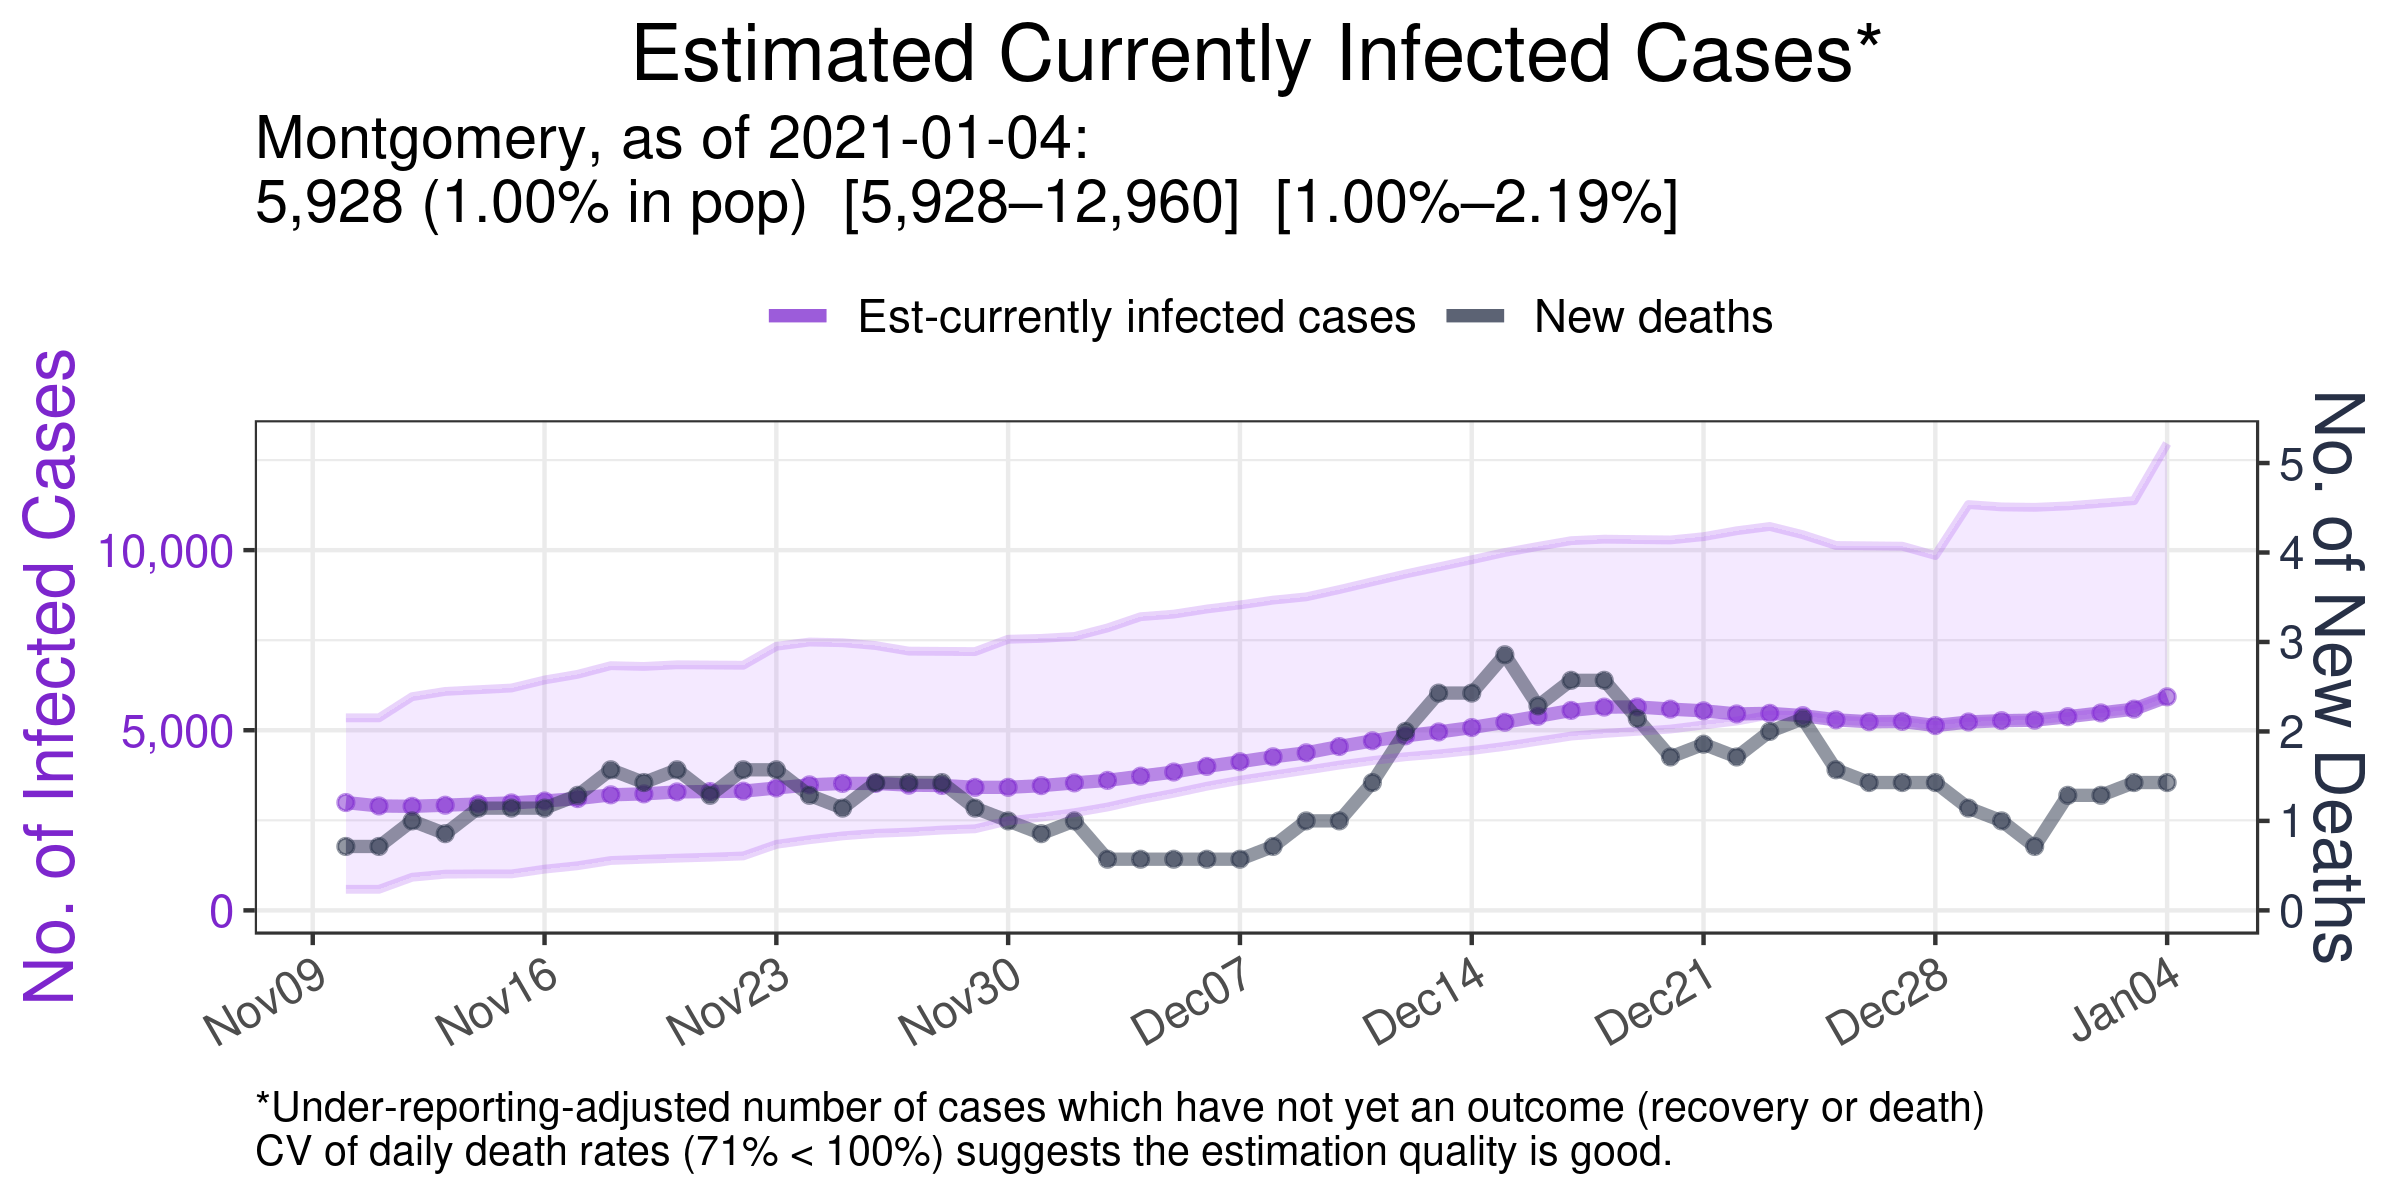 Estimated Currently Infected Cases*
Montgomery, as of 2021-01-04:
5,928 (1.00% in pop)  [5,928–12,960]  [1.00%–2.19%]
Est-currently infected cases
New deaths
No. of Infected Cases
10,000
5,000
0
5
4
3
2
1
0
No. of New Deaths
Nov09
Nov16
Nov23
Nov30
Dec07
Dec14
Dec21
Dec28
Jan04
*Under-reporting-adjusted number of cases which have not yet an outcome (recovery or death)
CV of daily death rates (71% < 100%) suggests the estimation quality is good.